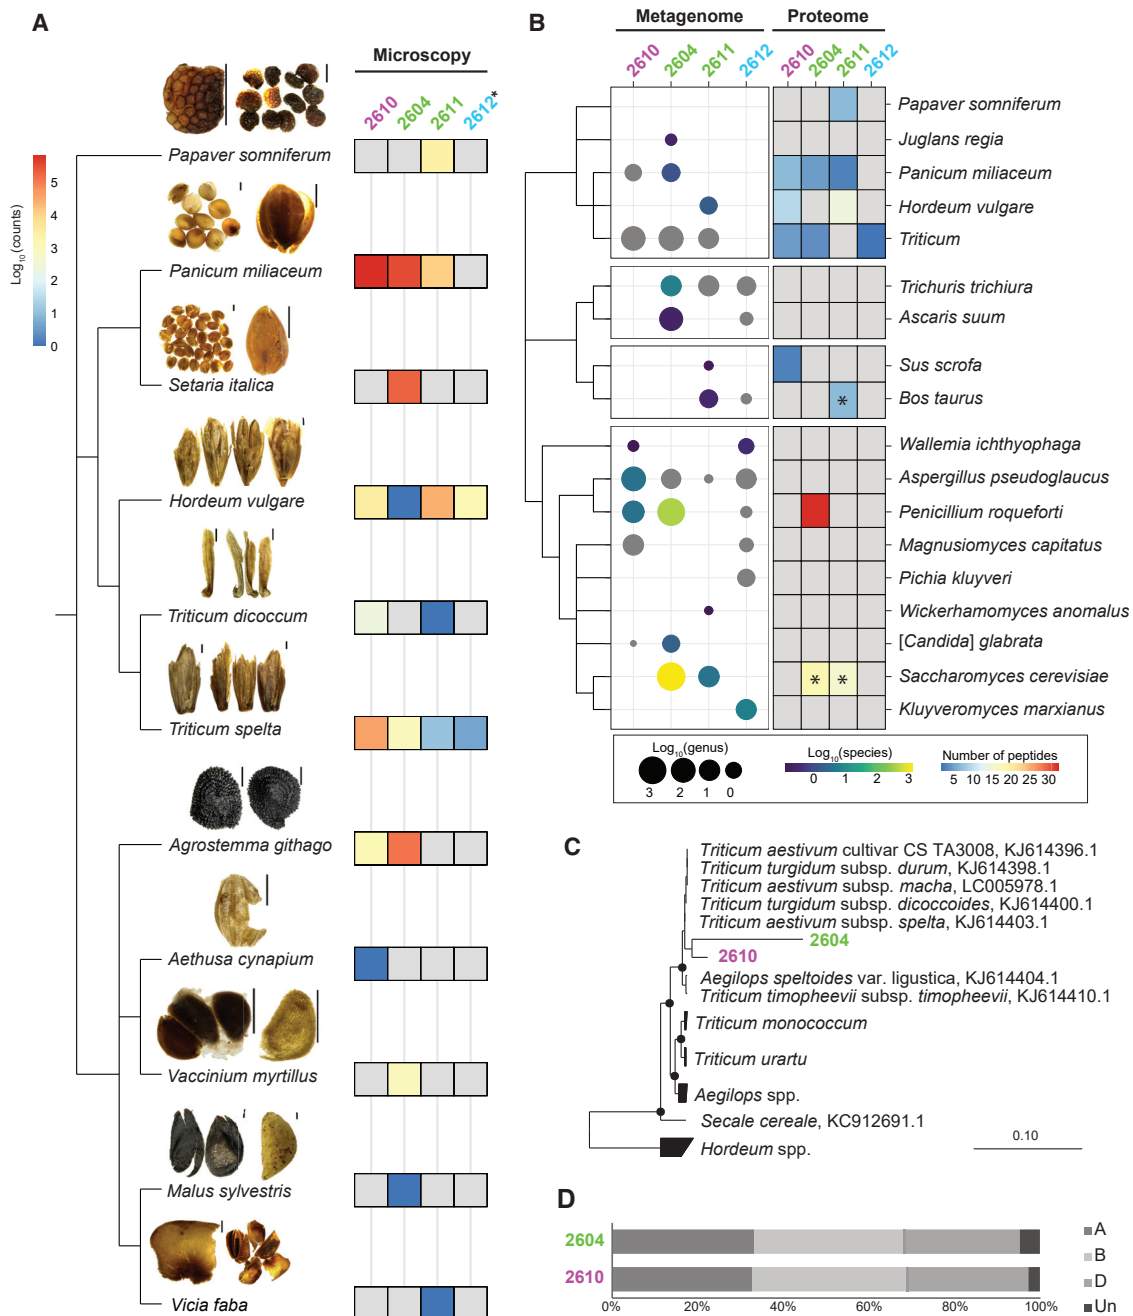 A
Microscopy
2610 2604 2611 2612*
Log10(counts)
5
4
3
2
1
0
Papaver somniferum
Panicum miliaceum
Setaria italica
Hordeum vulgare
Triticum dicoccum
Triticum spelta
Agrostemma githago
Aethusa cynapium
Vaccinium myrtillus
Malus sylvestris
Vicia faba
B
Metagenome Proteome
2610 2604 2611 2612 2610 2604 2611 2612
Papaver somniferum
Juglans regia
Panicum miliaceum
Hordeum vulgare
Triticum
Trichuris trichiura
Ascaris suum
Sus scrofa
* Bos taurus
Wallemia ichthyophaga
Aspergillus pseudoglaucus
Penicillium roqueforti
Magnusiomyces capitatus
Pichia kluyveri
Wickerhamomyces anomalus
[Candida] glabrata
* * Saccharomyces cerevisiae
Kluyveromyces marxianus
Log10(genus) Log10(species) Number of peptides
3 2 1 0 0 1 2 3 5 10 15 20 25 30
C
Triticum aestivum cultivar CS TA3008, KJ614396.1
Triticum turgidum subsp. durum, KJ614398.1
Triticum aestivum subsp. macha, LC005978.1
Triticum turgidum subsp. dicoccoides, KJ614400.1
Triticum aestivum subsp. spelta, KJ614403.1
2604
2610
Aegilops speltoides var. ligustica, KJ614404.1
Triticum timopheevii subsp. timopheevii, KJ614410.1
Triticum monococcum
Triticum urartu
Aegilops spp.
Secale cereale, KC912691.1
Hordeum spp.
0.10
D
2604
2610
0% 20% 40% 60% 80% 100%
A
B
D
Un